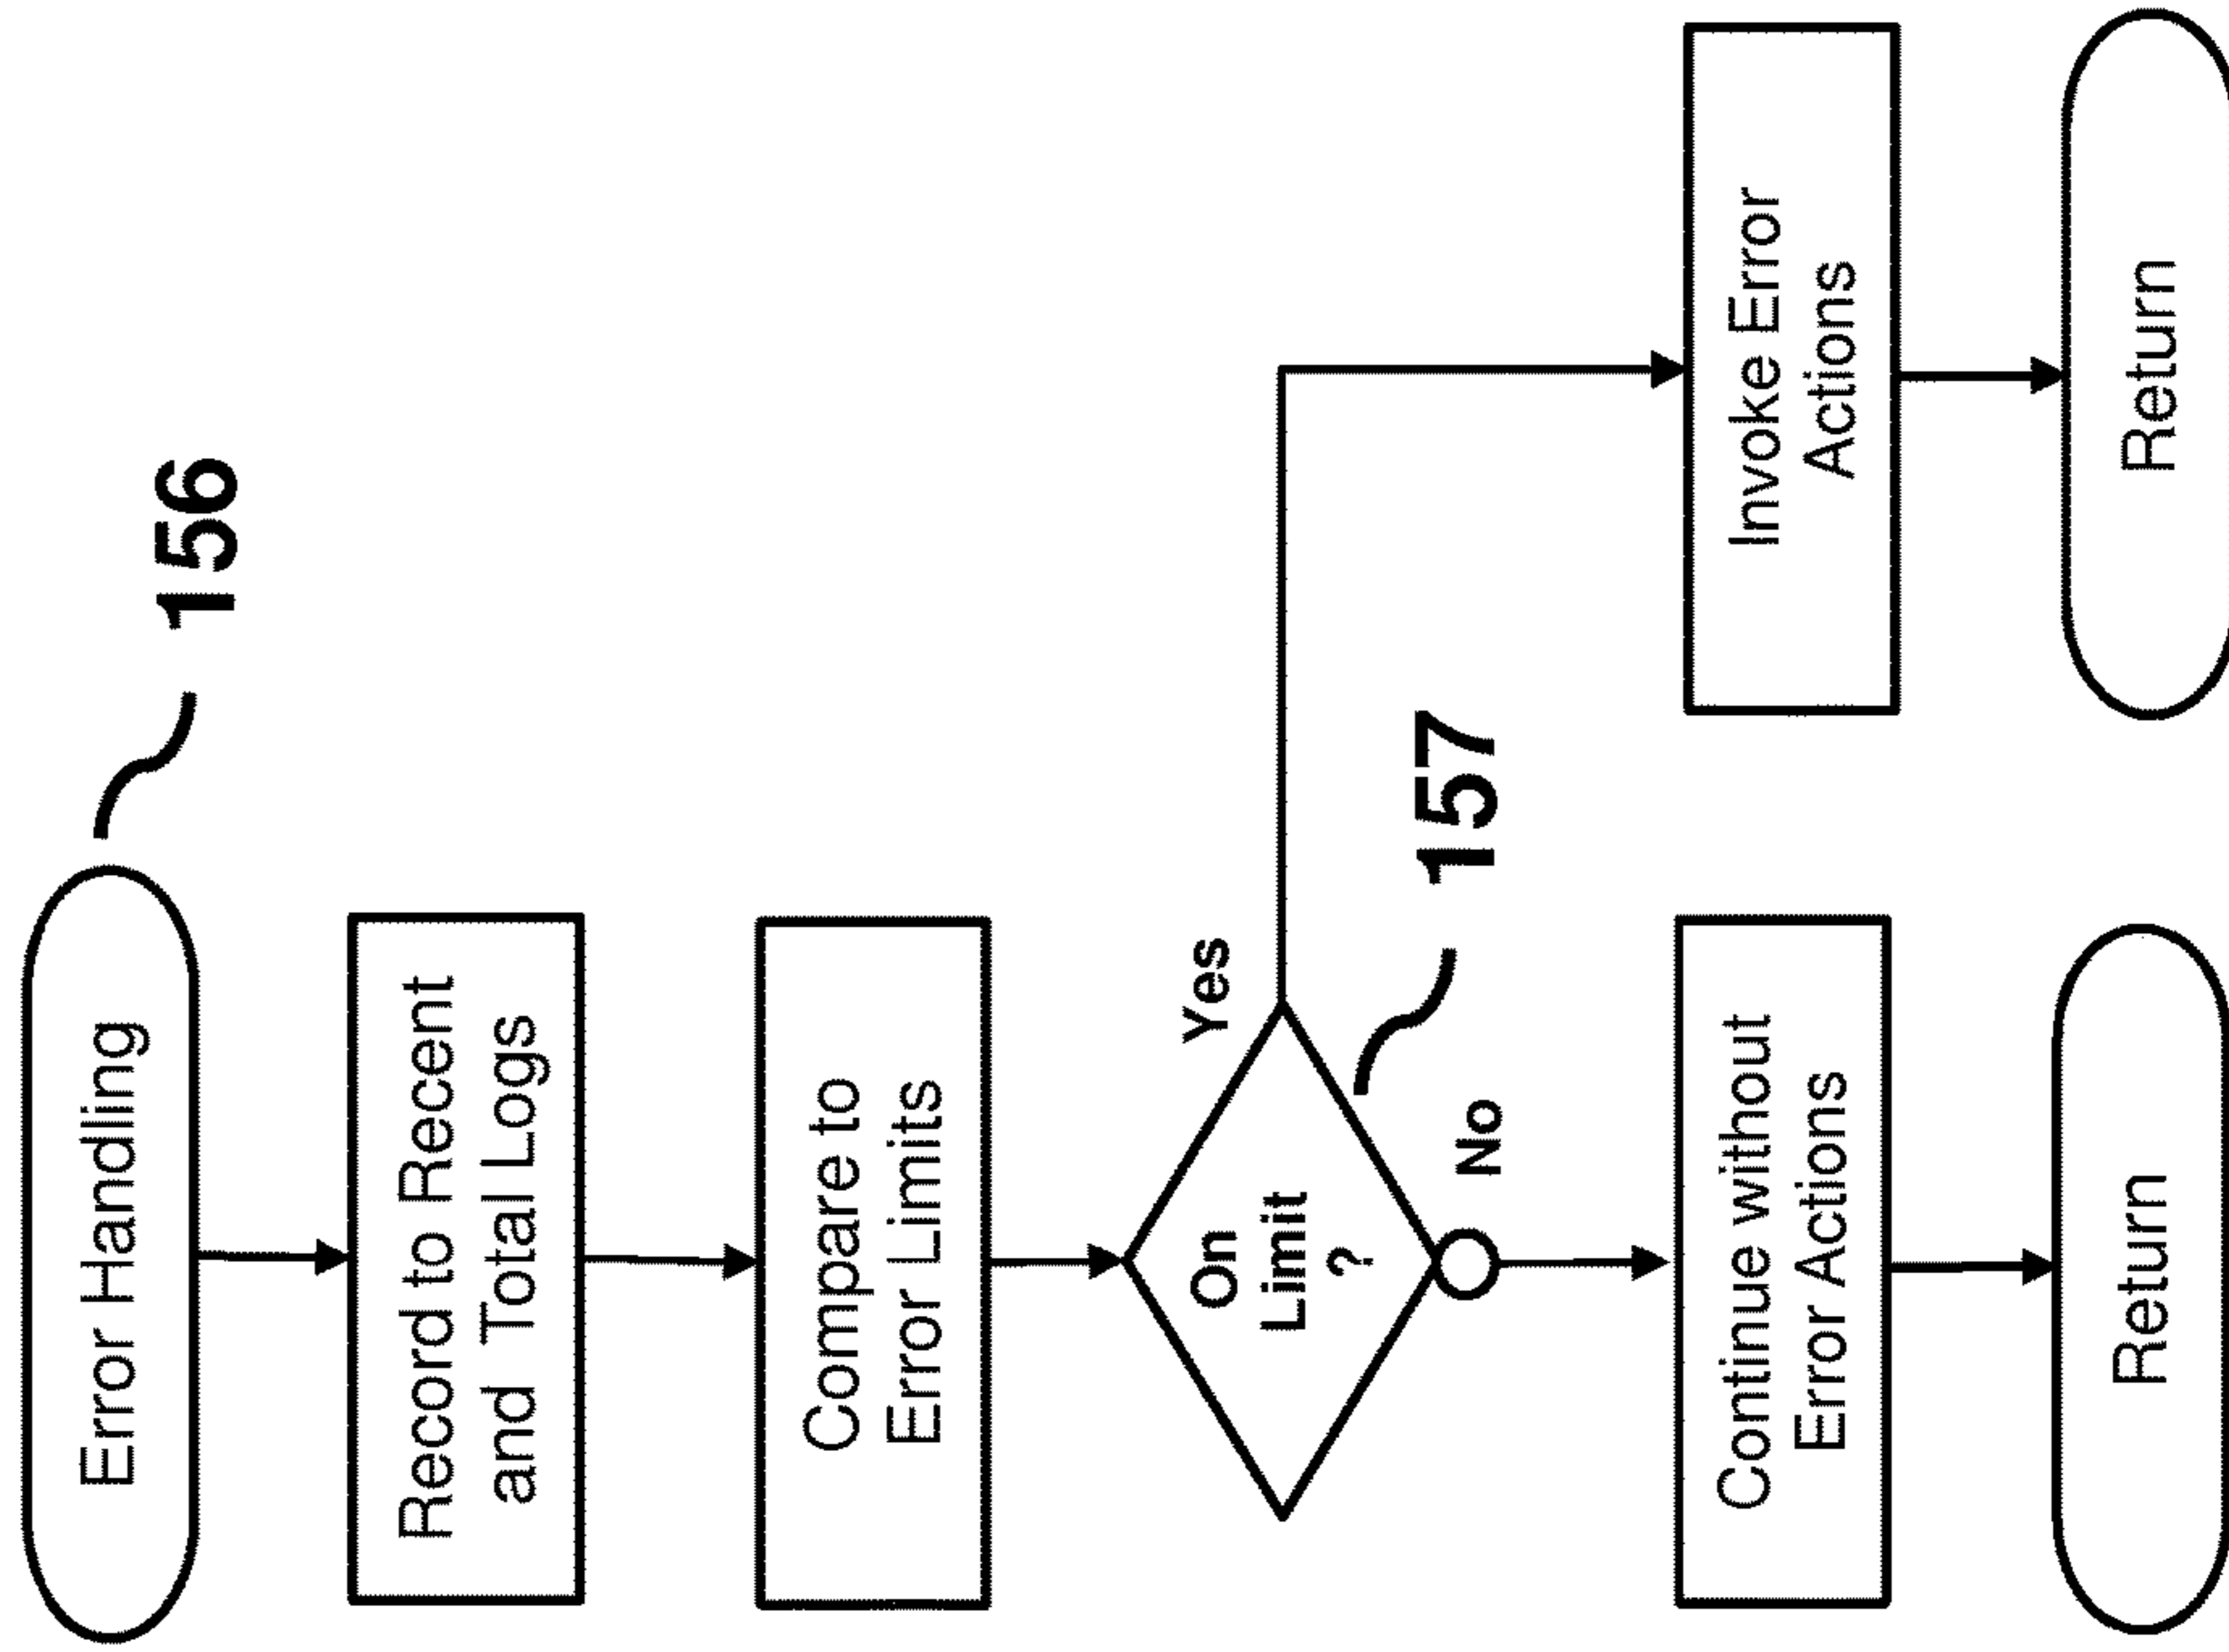 Error Handling
156
Record to Recent
and Total Logs
Compare to
Error Limits
On
Limit
?
Yes
No
157
Continue without
Error Actions
Return
Invoke Error
Actions
Return